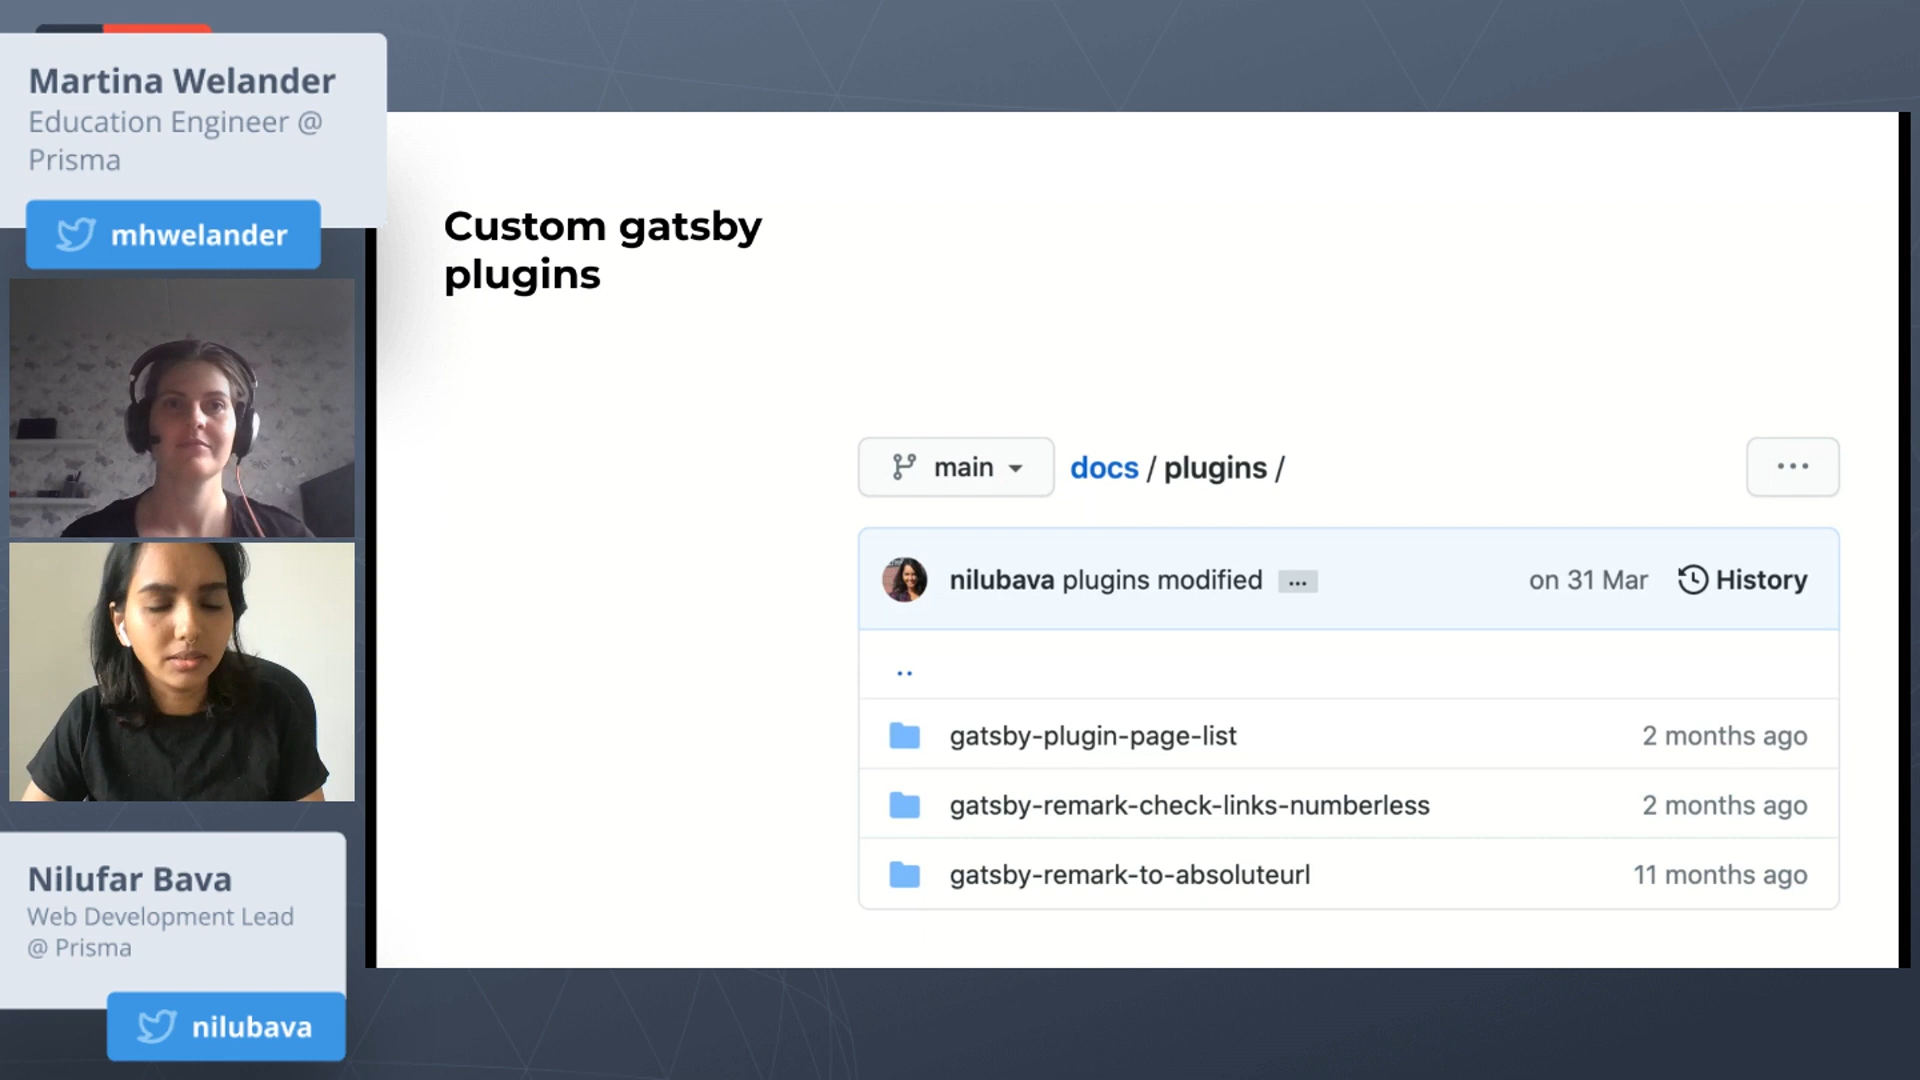 Martina Welander
Education Engineer @
Prisma
mhwelander
Nilufar Bava
Web Development Lead
@ Prisma
nilubava
Custom gatsby
plugins
main docs / plugins / ...
nilubava plugins modified ... on 31 Mar History
..
gatsby-plugin-page-list 2 months ago
gatsby-remark-check-links-numberless 2 months ago
gatsby-remark-to-absoluteurl 11 months ago